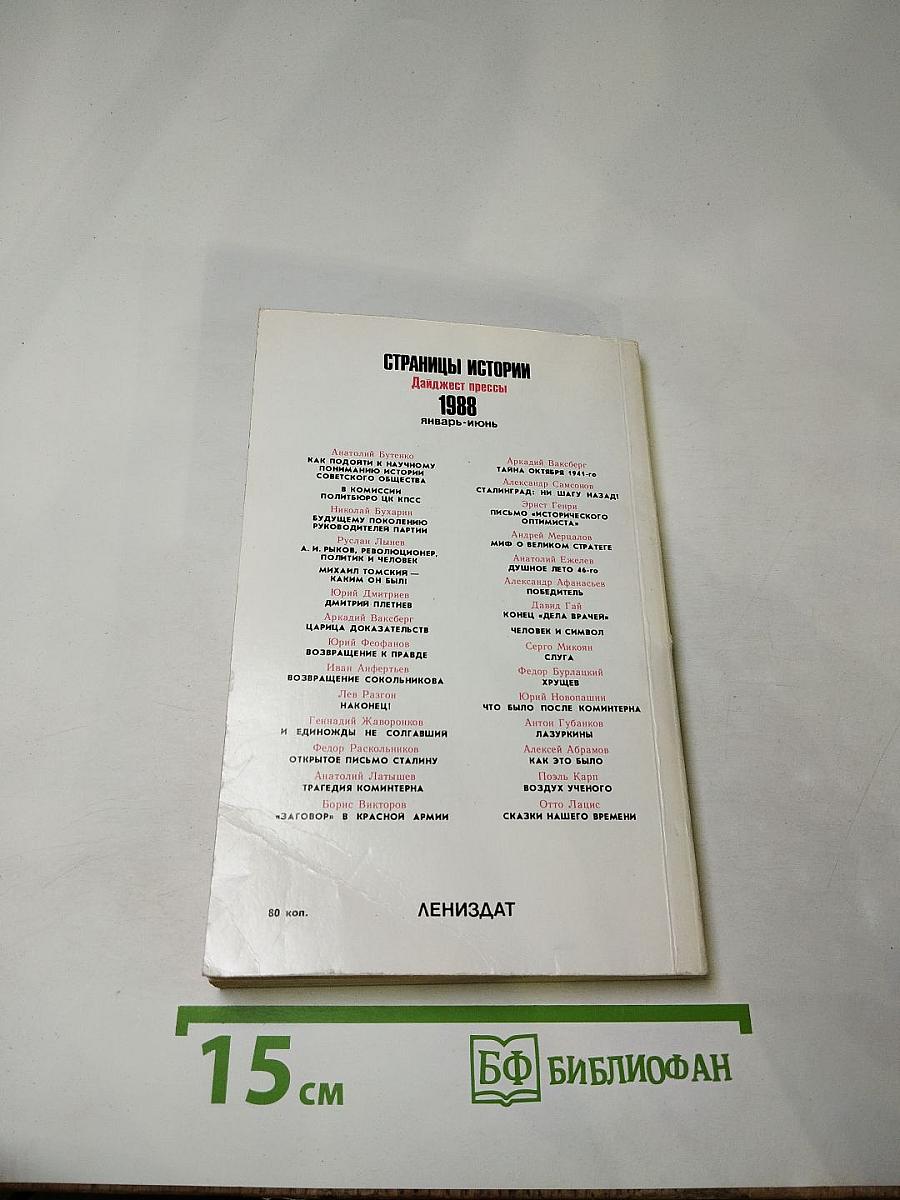 СТРАНИЦЫ ИСТОРИИ
Дайджест прессы
1988
январь-июнь
Анатолий Бутенко
КАК ПОДОЙТИ К НАУЧНОМУ
ПОНИМАНИЮ ИСТОРИИ
СОВЕТСКОГО ОБЩЕСТВА
В КОМИССИИ
ПОЛИТБЮРО ЦК КПСС
Николай Бухарин
БУДУЩЕМУ ПОКОЛЕНИЮ
РУКОВОДИТЕЛЕЙ ПАРТИИ
Руслан Лынев
А. И. РЫКОВ, РЕВОЛЮЦИОНЕР,
ПОЛИТИК И ЧЕЛОВЕК
МИХАИЛ ТОМСКИЙ —
КАКИМ ОН БЫЛ!
Юрий Дмитриев
ДМИТРИЙ ПЛЕТНЕВ
Аркадий Ваксберг
ЦАРИЦА ДОКАЗАТЕЛЬСТВ
Юрий Феофанов
ВОЗВРАЩЕНИЕ К ПРАВДЕ
Иван Анфертьев
ВОЗВРАЩЕНИЕ СОКОЛЬНИКОВА
Лев Разгон
НАКОНЕЦ!
Геннадий Жаворонков
И ЕДИНОЖДЫ НЕ СОЛГАВШИЙ
Федор Раскольников
ОТКРЫТОЕ ПИСЬМО СТАЛИНУ
Анатолий Латышев
ТРАГЕДИЯ КОМИНТЕРНА
Борис Викторов
«ЗАГОВОР» В КРАСНОЙ АРМИИ
Аркадий Ваксберг
ТАЙНА ОКТЯБРЯ 1941-го
Александр Самсонов
СТАЛИНГРАД: НИ ШАГУ НАЗАД!
Эрнст Генри
ПИСЬМО «ИСТОРИЧЕСКОГО
ОПТИМИСТА»
Андрей Мерцалов
МИФ О ВЕЛИКОМ СТРАТЕГЕ
Анатолий Ежелев
ДУШНОЕ ЛЕТО 46-го
Александр Афанасьев
ПОБЕДИТЕЛЬ
Давид Гай
КОНЕЦ «ДЕЛА ВРАЧЕЙ»
ЧЕЛОВЕК И СИМВОЛ
Серго Микоян
СЛУГА
Федор Бурлацкий
ХРУЩЕВ
Юрий Новопашин
ЧТО БЫЛО ПОСЛЕ КОМИНТЕРНА
Антон Губанков
ЛАЗУРКИНЫ
Алексей Абрамов
КАК ЭТО БЫЛО
Поэль Карп
ВОЗДУХ УЧЕНОГО
Отто Лацис
СКАЗКИ НАШЕГО ВРЕМЕНИ
80 коп.
ЛЕНИЗДАТ
15 см
БФ БИБЛИОФАН